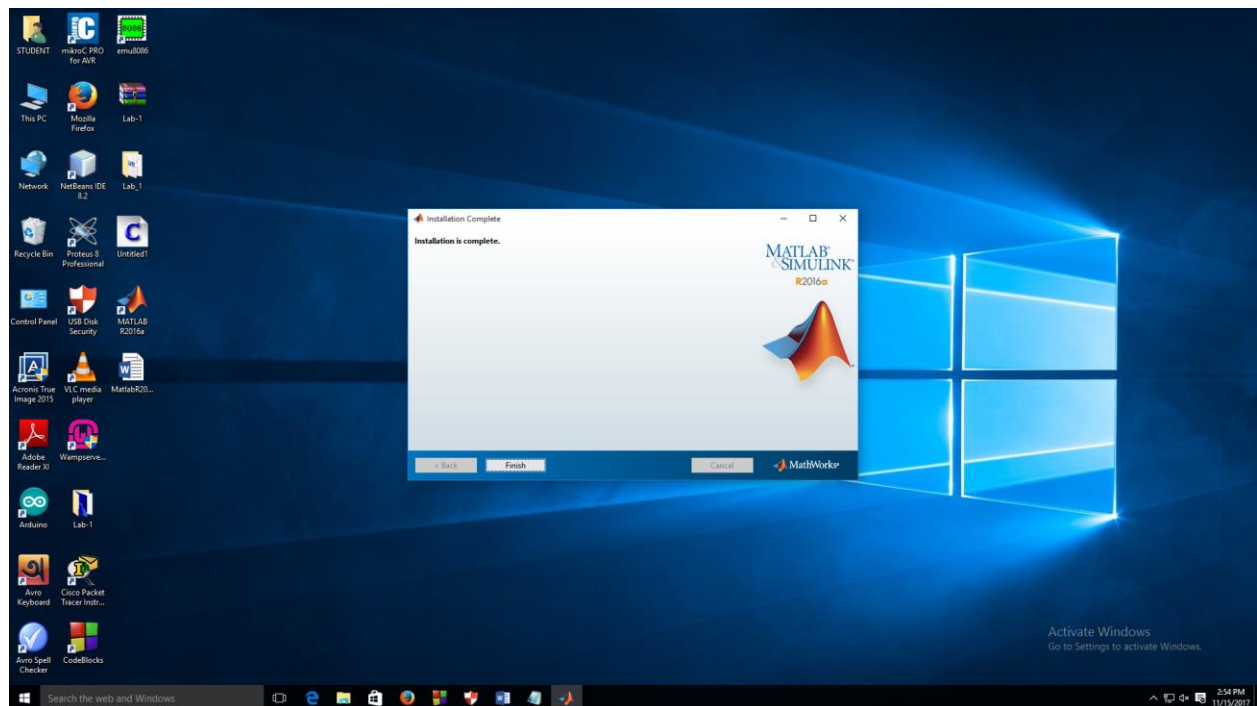 STUDENT
mikroC PRO
for AVR
emu8086
This PC
Mozilla
Firefox
Lab-1
Network
NetBeans IDE
8.2
Lab_1
Recycle Bin
Proteus 8
Professional
Untitled1
Control Panel
USB Disk
Security
MATLAB
R2016a
Acronis True
Image 2015
VLC media
player
MatlabR20...
Adobe
Reader XI
Wampserve...
Arduino
Lab-1
Avro
Keyboard
Cisco Packet
Tracer Instr...
Avro Spell
Checker
CodeBlocks
Installation Complete
Installation is complete.
MATLAB®
&SIMULINK®
R2016a
< Back
Finish
Cancel
MathWorks®
Activate Windows
Go to Settings to activate Windows.
Search the web and Windows
2:54 PM
11/15/2017